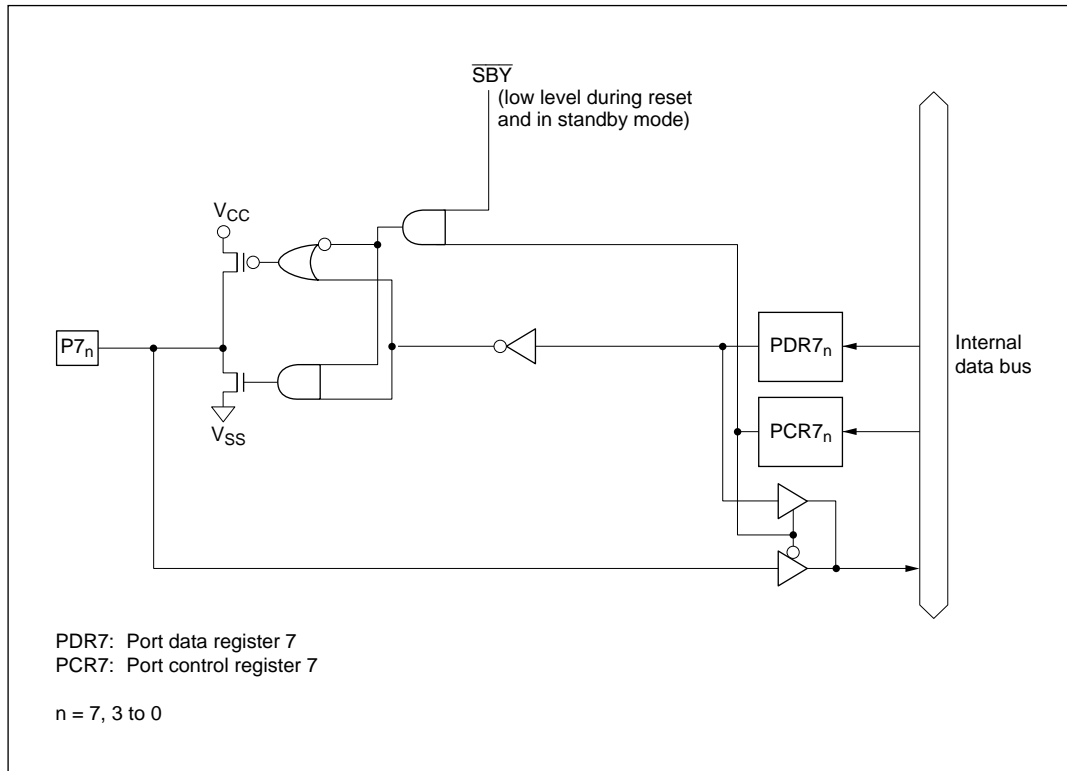 SBY
(low level during reset
and in standby mode)
VCC
P7n
VSS
PDR7n
PCR7n
Internal
data bus
PDR7: Port data register 7
PCR7: Port control register 7
n = 7, 3 to 0